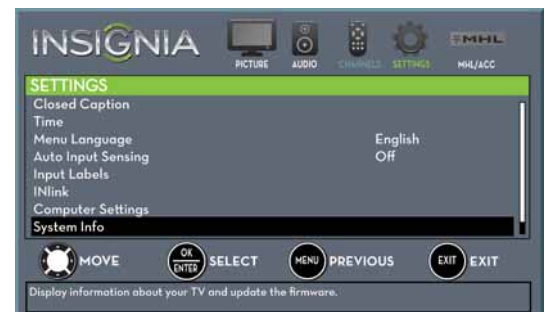 INSIGNIA
PICTURE AUDIO CHANNELS SETTINGS MHL MHL/ACC
SETTINGS
Closed Caption
Time
Menu Language English
Auto Input Sensing Off
Input Labels
INlink
Computer Settings
System Info
MOVE OK ENTER SELECT MENU PREVIOUS EXIT EXIT
Display information about your TV and update the firmware.